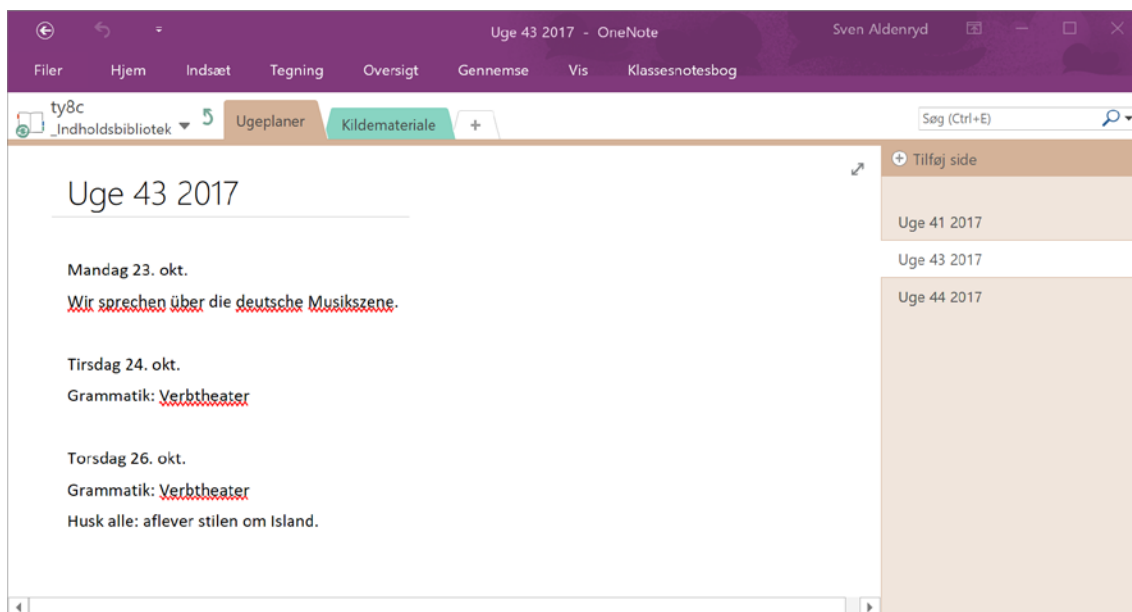 Uge 43 2017 - OneNote
Sven Aldenryd
Filer Hjem Indsæt Tegning Oversigt Gennemse Vis Klassesnotesbog
ty8c
_Indholdsbibliotek
Ugeplaner
Kildemateriale
+
Søg (Ctrl+E)
Tilføj side
Uge 43 2017
Mandag 23. okt.
Wir sprechen über die deutsche Musikszene.
Tirsdag 24. okt.
Grammatik: Verbtheater
Torsdag 26. okt.
Grammatik: Verbtheater
Husk alle: aflever stilen om Island.
Uge 41 2017
Uge 43 2017
Uge 44 2017